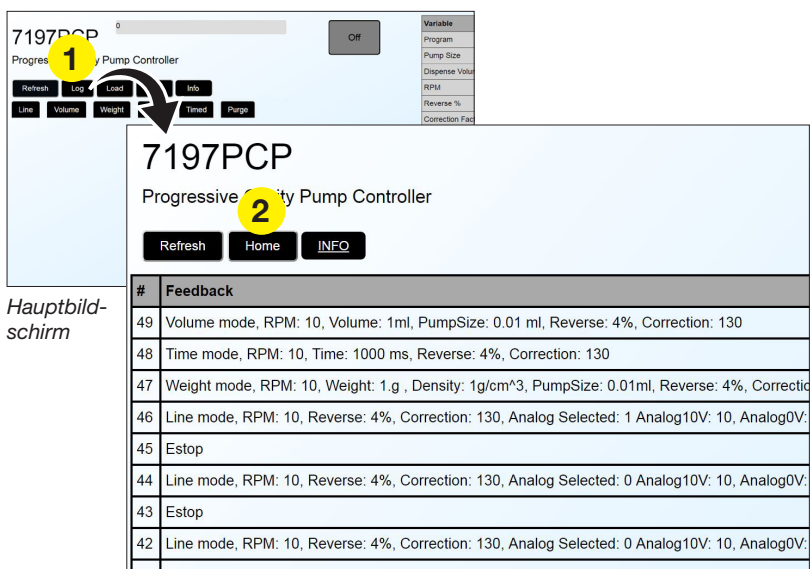 7197PCP
0
Off
Progres y Pump Controller
Refresh Log Load Info
Line Volume Weight Timed Purge
Variable
Program
Pump Size
Dispense Volum
RPM
Reverse %
Correction Fact
1
Hauptbild-
schirm
7197PCP
Progressive ity Pump Controller
2
Refresh Home INFO
# Feedback
49 Volume mode, RPM: 10, Volume: 1ml, PumpSize: 0.01 ml, Reverse: 4%, Correction: 130
48 Time mode, RPM: 10, Time: 1000 ms, Reverse: 4%, Correction: 130
47 Weight mode, RPM: 10, Weight: 1.g , Density: 1g/cm^3, PumpSize: 0.01ml, Reverse: 4%, Correctio
46 Line mode, RPM: 10, Reverse: 4%, Correction: 130, Analog Selected: 1 Analog10V: 10, Analog0V:
45 Estop
44 Line mode, RPM: 10, Reverse: 4%, Correction: 130, Analog Selected: 0 Analog10V: 10, Analog0V:
43 Estop
42 Line mode, RPM: 10, Reverse: 4%, Correction: 130, Analog Selected: 0 Analog10V: 10, Analog0V: